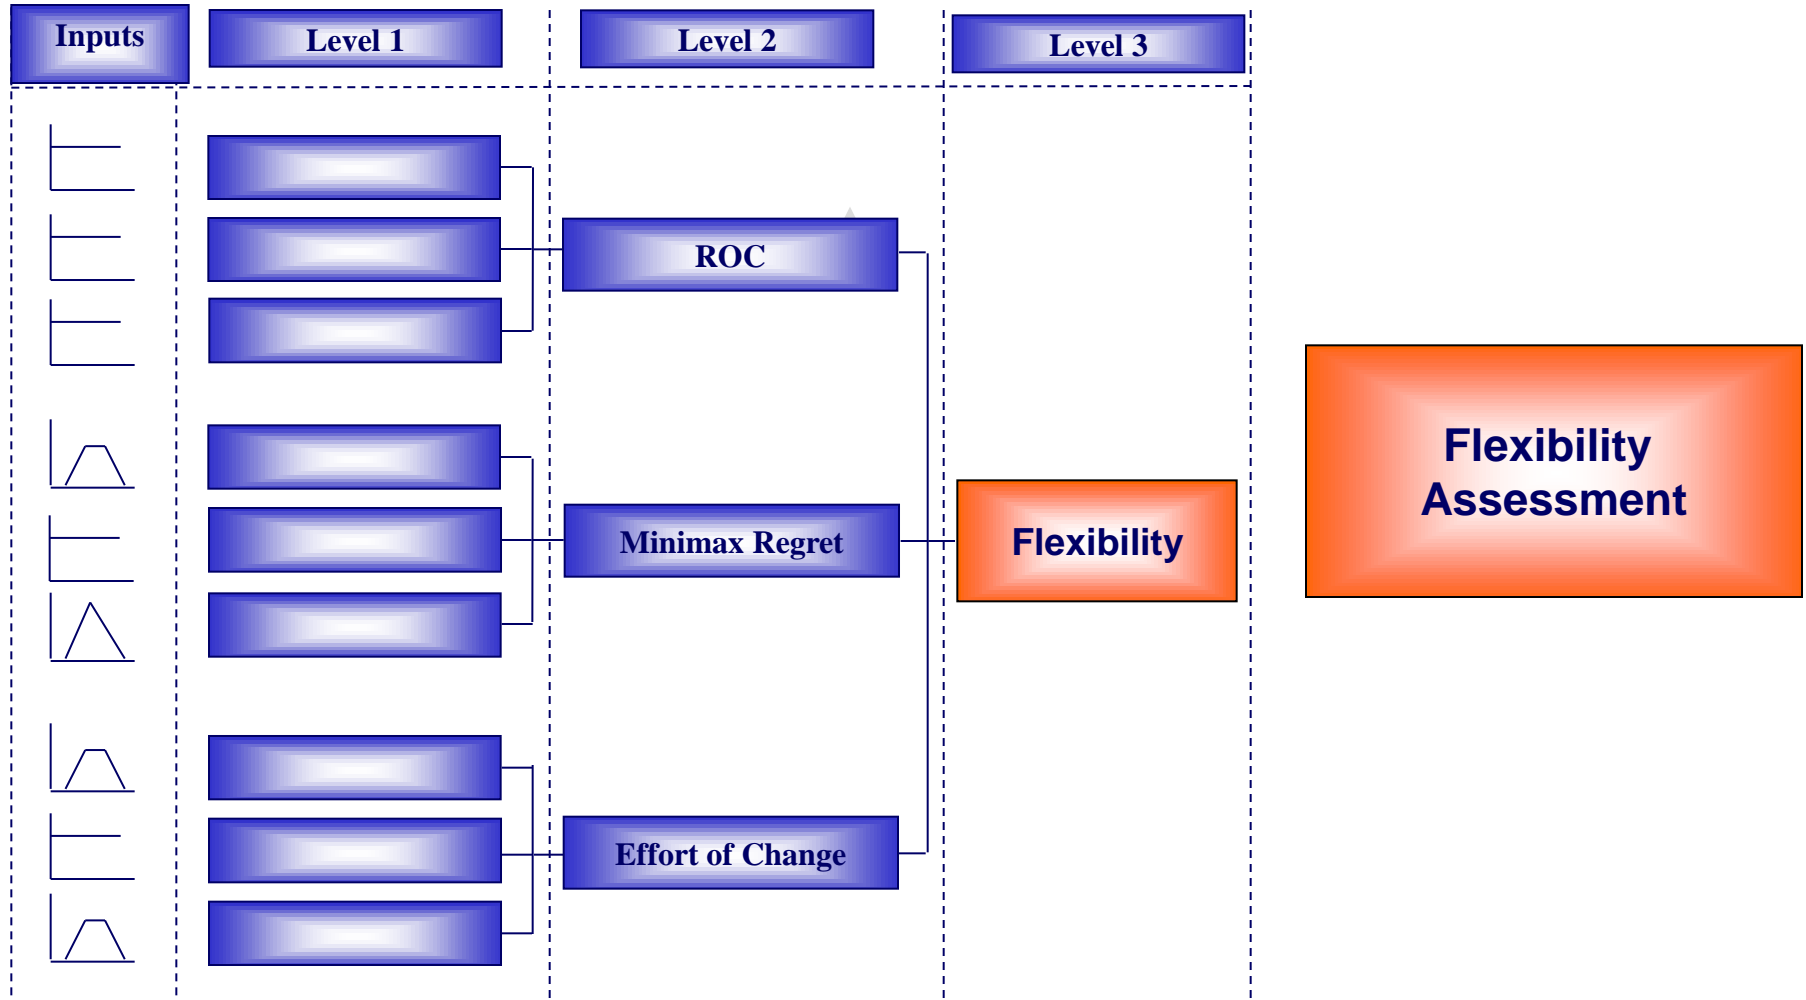 Inputs
Level 1
Level 2
Level 3
ROC
Minimax Regret
Flexibility
Effort of Change
Flexibility
Assessment